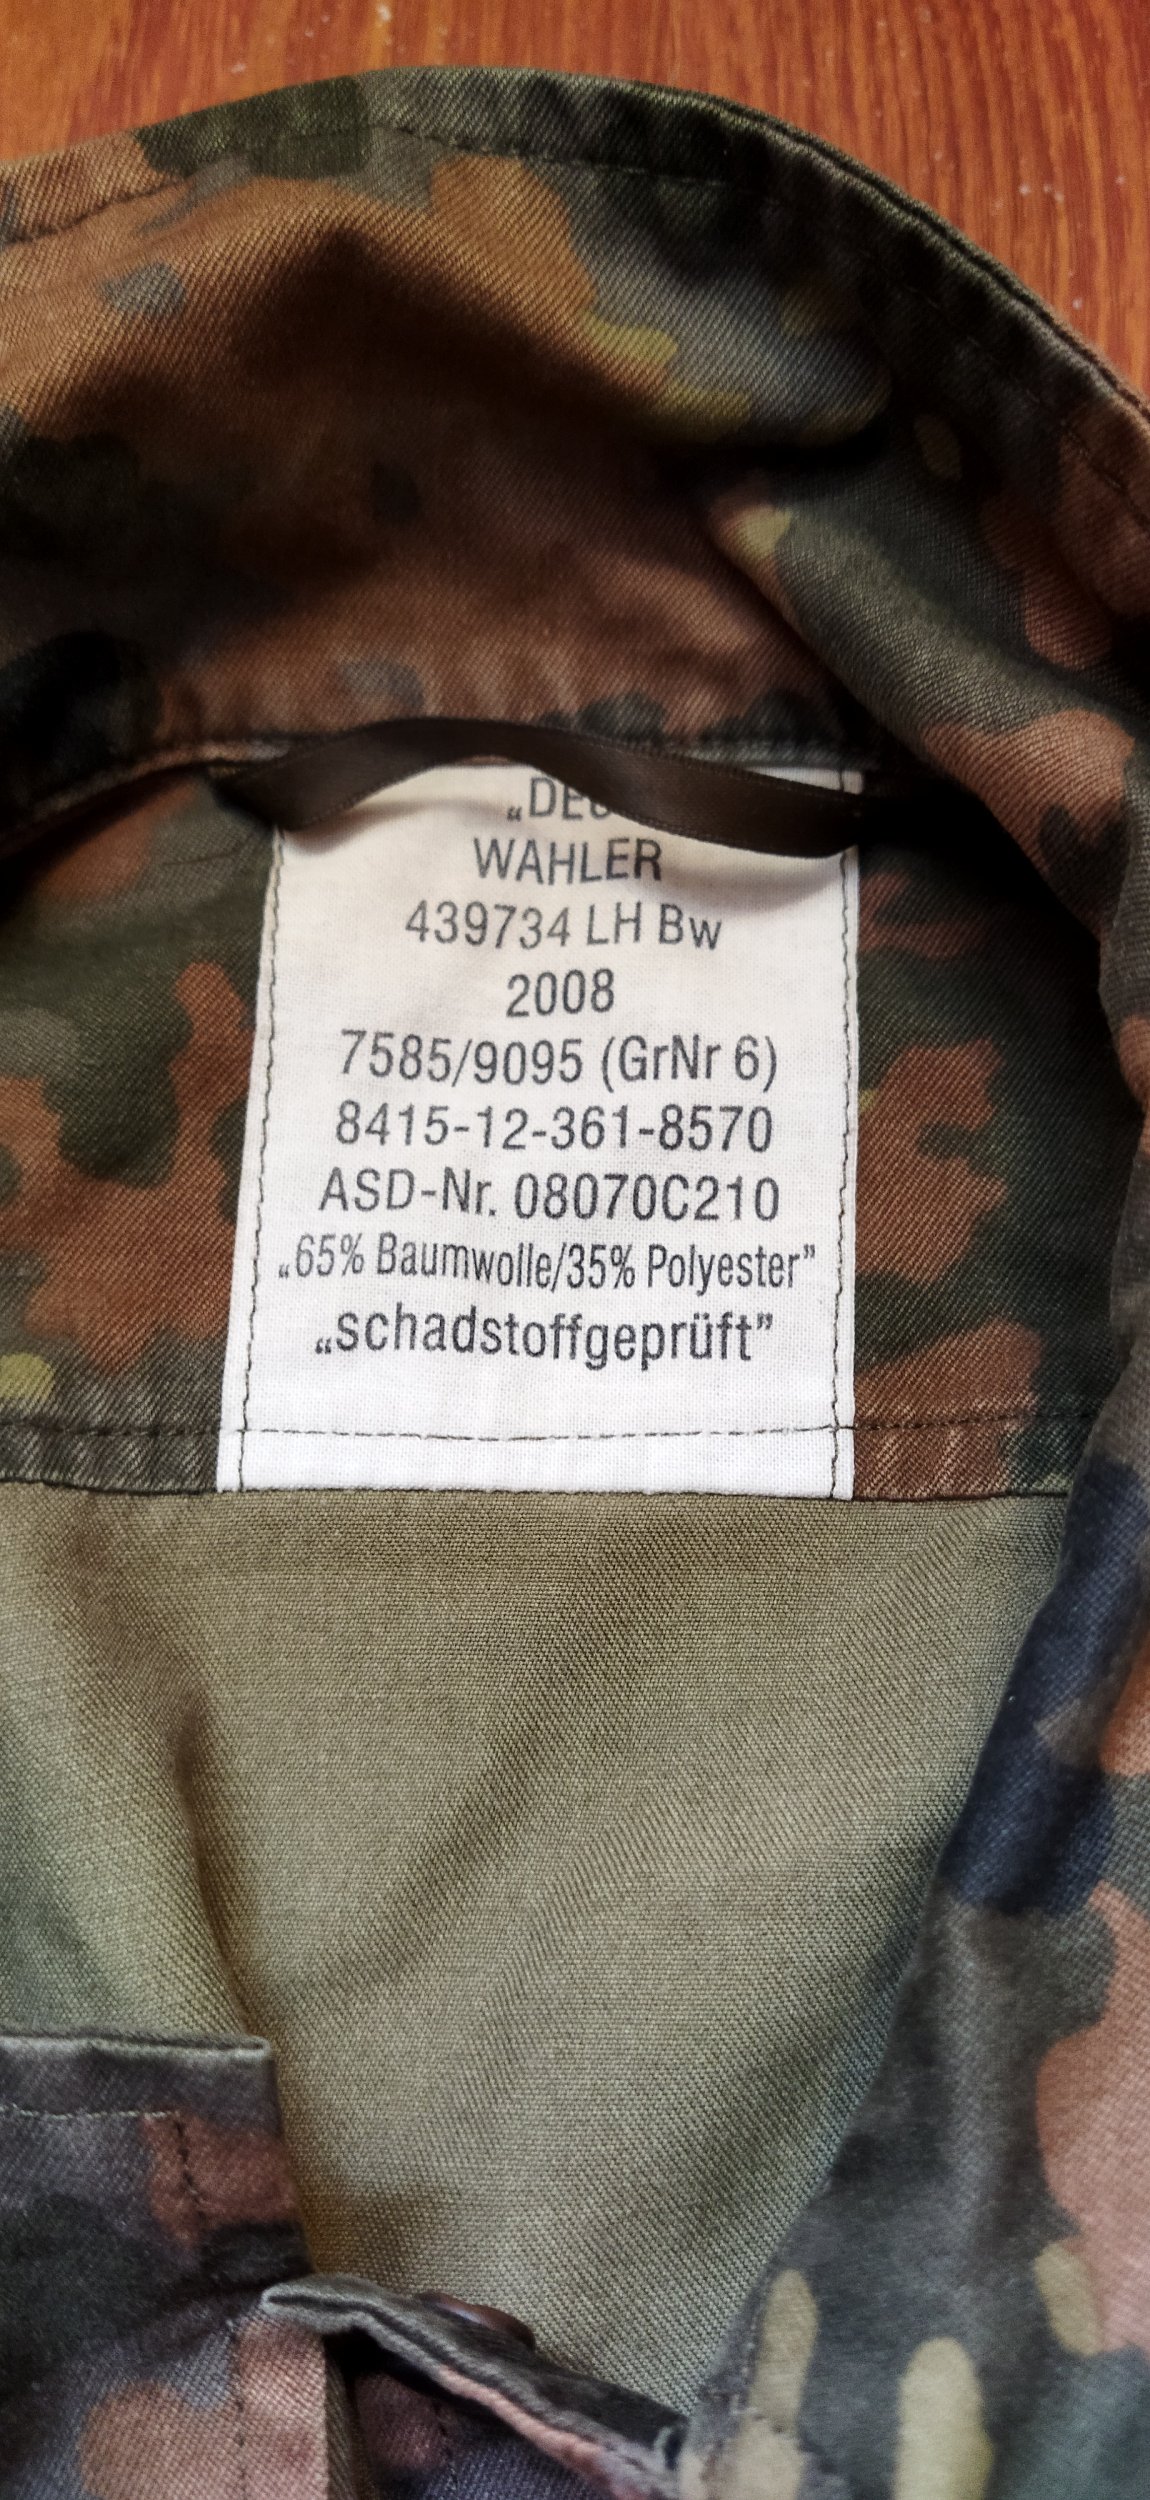 WAHLER
439734 LH Bw
2008
7585/9095 (GrNr 6)
8415-12-361-8570
ASD-Nr. 08070C210
„65% Baumwolle/35% Polyester”
„schadstoffgeprüft”